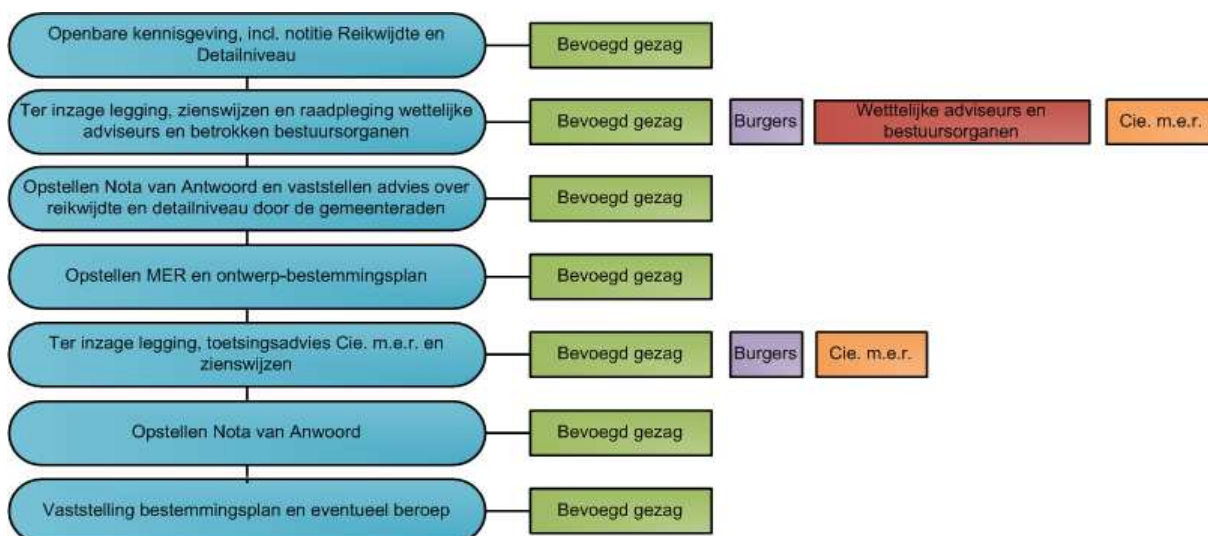 Openbare kennisgeving, incl. notitie Reikwijdte en
Detailniveau
Bevoegd gezag
Ter inzage legging, zienswijzen en raadpleging wettelijke
adviseurs en betrokken bestuursorganen
Bevoegd gezag
Burgers
Wetttelijke adviseurs en
bestuursorganen
Cie. m.e.r.
Opstellen Nota van Antwoord en vaststellen advies over
reikwijdte en detailniveau door de gemeenteraden
Bevoegd gezag
Opstellen MER en ontwerp-bestemmingsplan
Bevoegd gezag
Ter inzage legging, toetsingsadvies Cie. m.e.r. en
zienswijzen
Bevoegd gezag
Burgers
Cie. m.e.r.
Opstellen Nota van Anwoord
Bevoegd gezag
Vaststelling bestemmingsplan en eventueel beroep
Bevoegd gezag